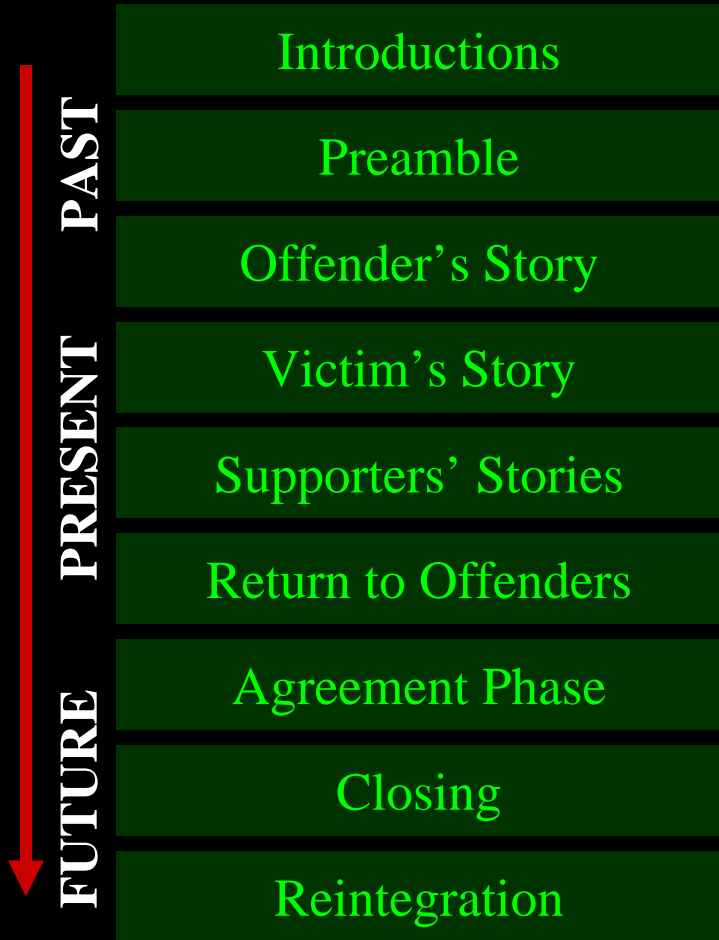 PAST
Introductions
Preamble
Offender’s Story
PRESENT
Victim’s Story
Supporters’ Stories
Return to Offenders
FUTURE
Agreement Phase
Closing
Reintegration